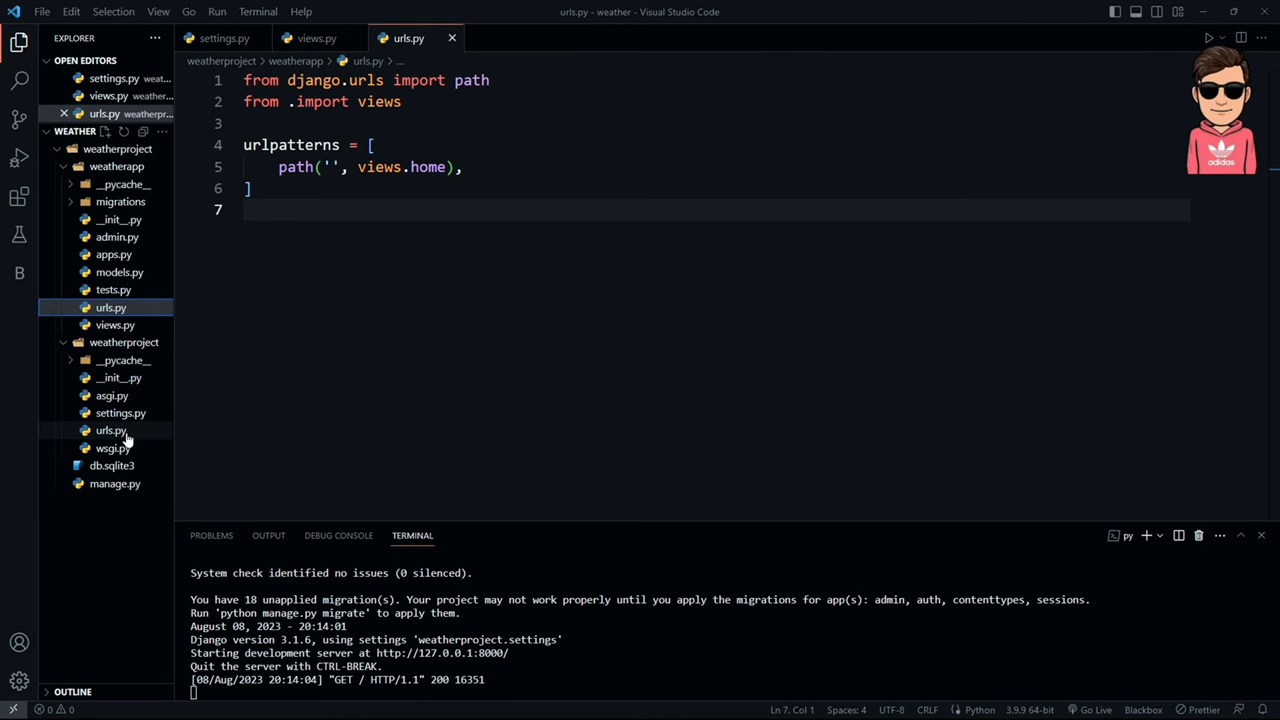 File Edit Selection View Go Run Terminal Help
urls.py - weather - Visual Studio Code
EXPLORER
OPEN EDITORS
settings.py weat...
views.py weather...
urls.py weatherpr...
WEATHER
weatherproject
weatherapp
__pycache__
migrations
__init__.py
admin.py
apps.py
models.py
tests.py
urls.py
views.py
weatherproject
__pycache__
__init__.py
asgi.py
settings.py
urls.py
wsgi.py
db.sqlite3
manage.py
OUTLINE
settings.py views.py urls.py
weatherproject > weatherapp > urls.py > ...
1 from django.urls import path
2 from .import views
3
4 urlpatterns = [
5 path('', views.home),
6 ]
7
adidas
PROBLEMS OUTPUT DEBUG CONSOLE TERMINAL
py
System check identified no issues (0 silenced).
You have 18 unapplied migration(s). Your project may not work properly until you apply the migrations for app(s): admin, auth, contenttypes, sessions.
Run 'python manage.py migrate' to apply them.
August 08, 2023 - 20:14:01
Django version 3.1.6, using settings 'weatherproject.settings'
Starting development server at http://127.0.0.1:8000/
Quit the server with CTRL-BREAK.
[08/Aug/2023 20:14:04] "GET / HTTP/1.1" 200 16351
0 0 Ln 7, Col 1 Spaces: 4 UTF-8 CRLF Python 3.9.9 64-bit Go Live Blackbox Prettier